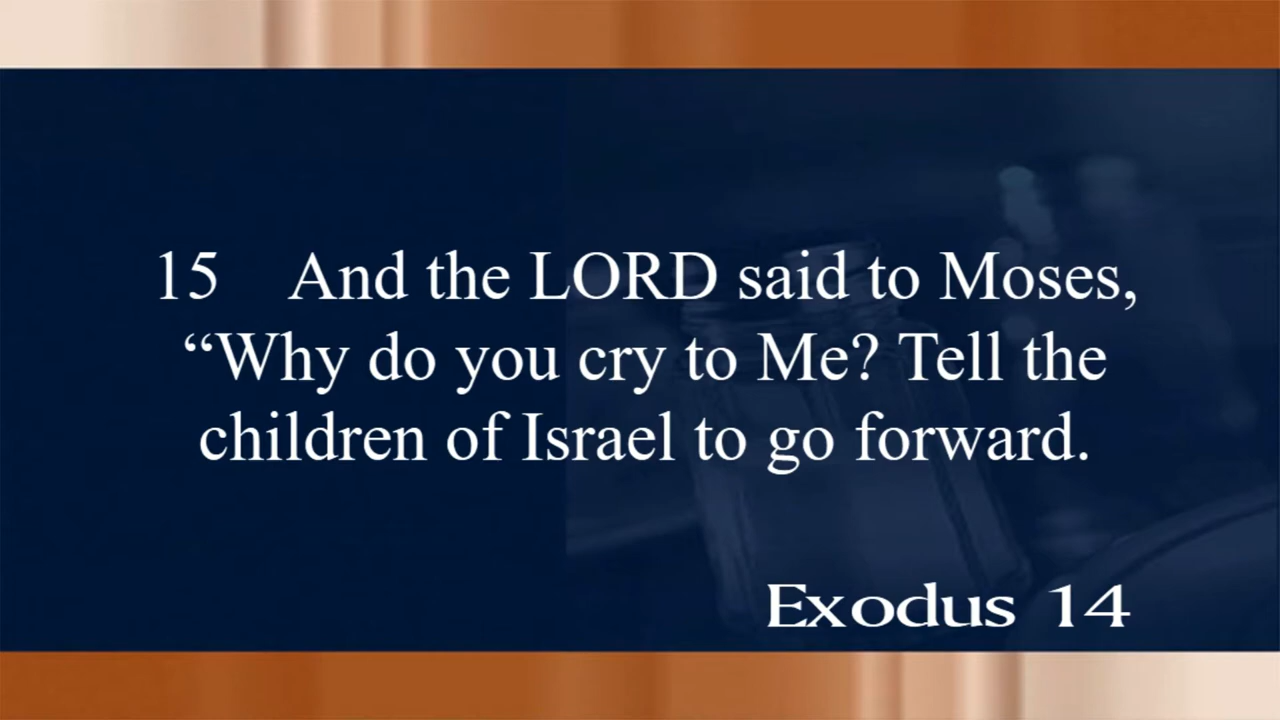 15 And the LORD said to Moses,
“Why do you cry to Me? Tell the
children of Israel to go forward.
Exodus 14